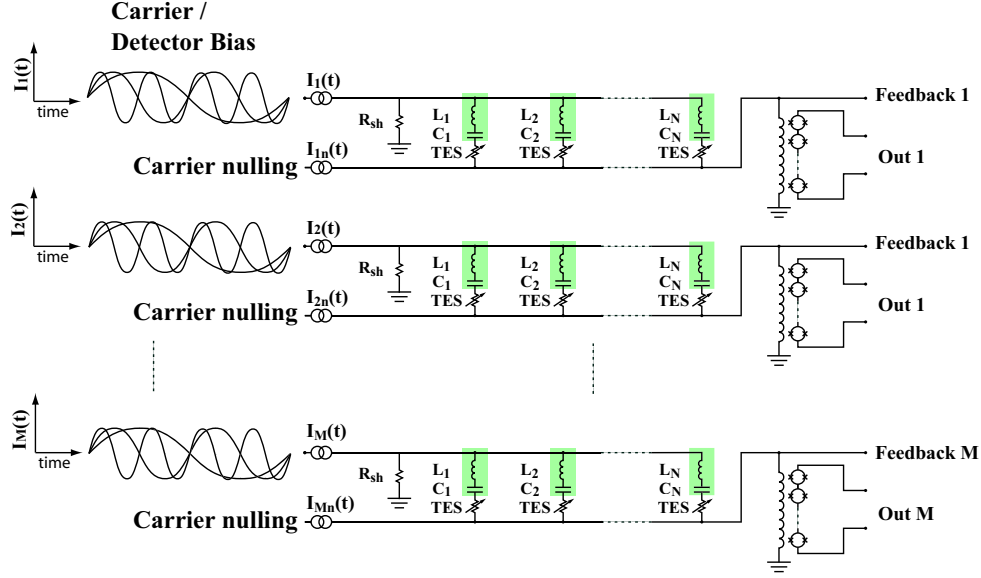 Carrier /
Detector Bias
I1(t)
time
I1(t)
Rsh
L1
C1
TES
L2
C2
TES
LN
CN
TES
Feedback 1
Out 1
Carrier nulling
I1n(t)
I2(t)
time
I2(t)
Rsh
L1
C1
TES
L2
C2
TES
LN
CN
TES
Feedback 1
Out 1
Carrier nulling
I2n(t)
IM(t)
time
IM(t)
Rsh
L1
C1
TES
L2
C2
TES
LN
CN
TES
Feedback M
Out M
Carrier nulling
IMn(t)